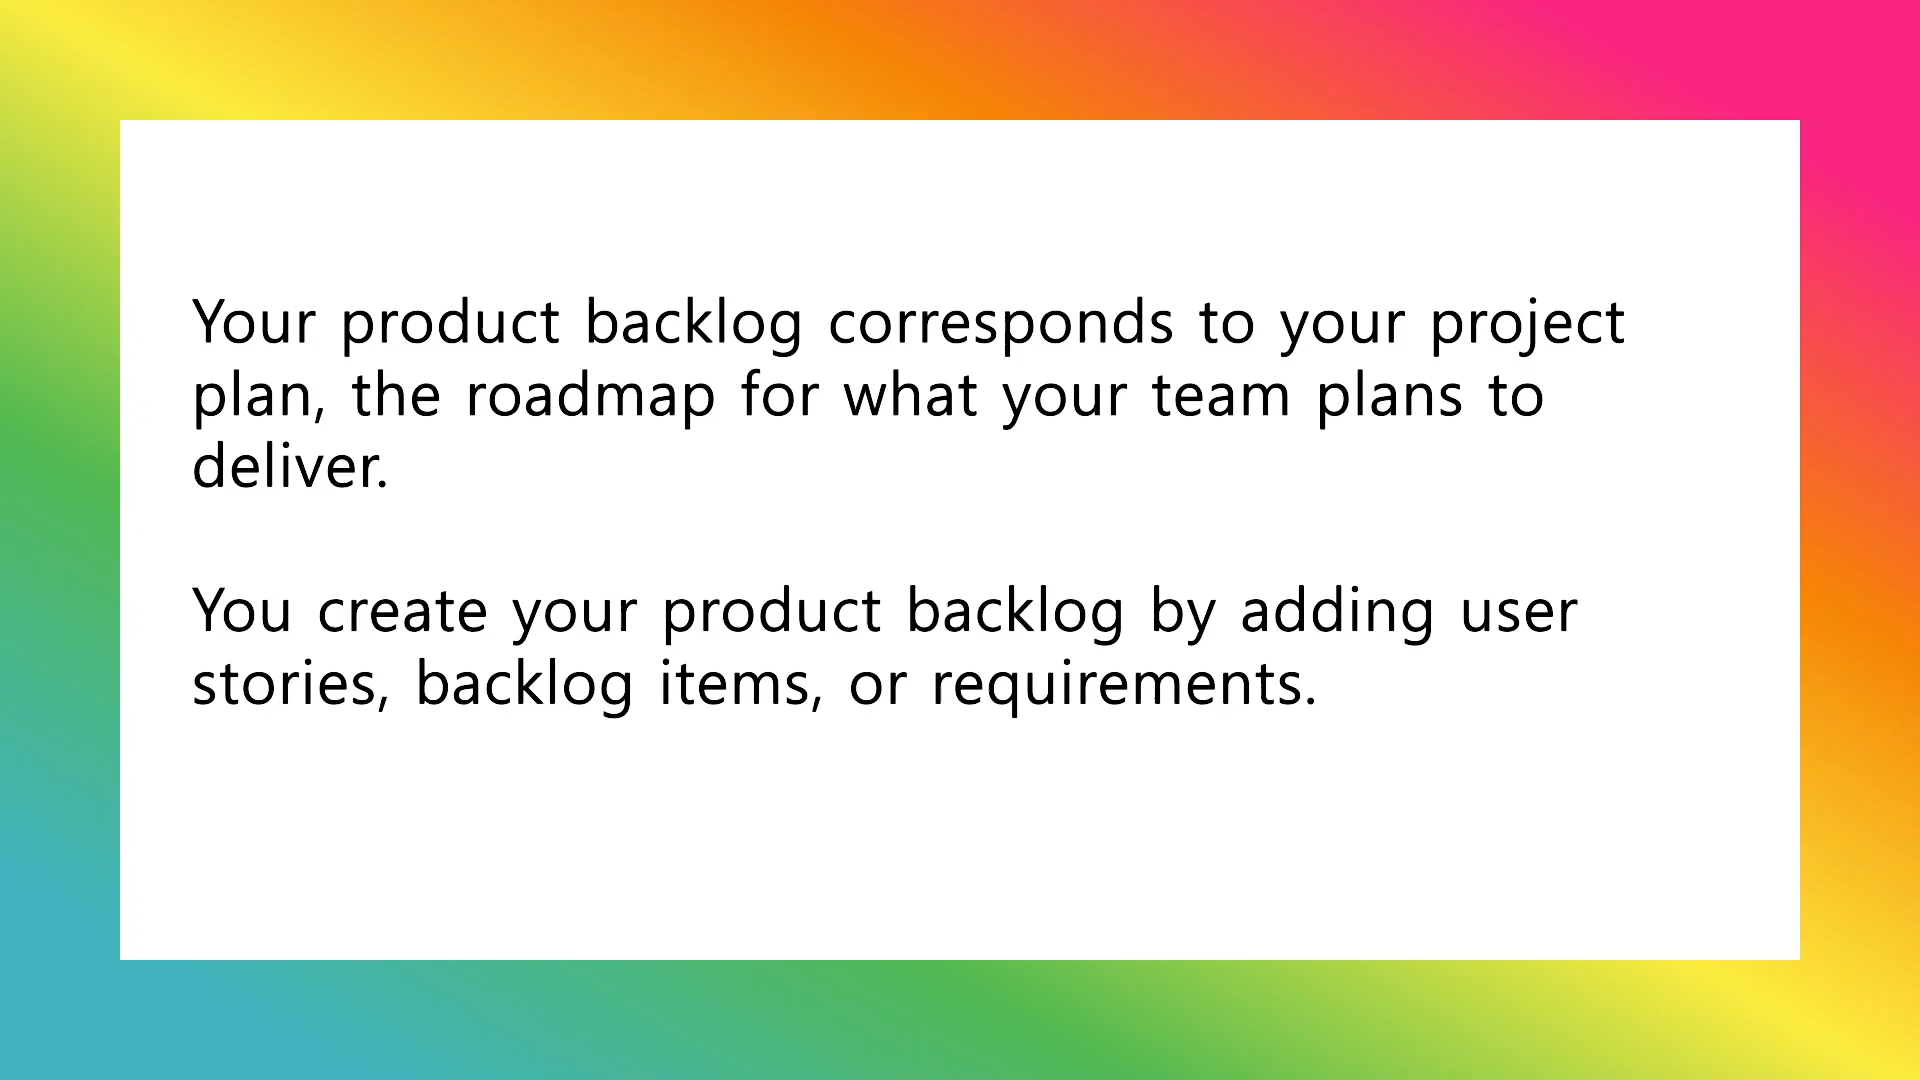 Your product backlog corresponds to your project
plan, the roadmap for what your team plans to
deliver.
You create your product backlog by adding user
stories, backlog items, or requirements.